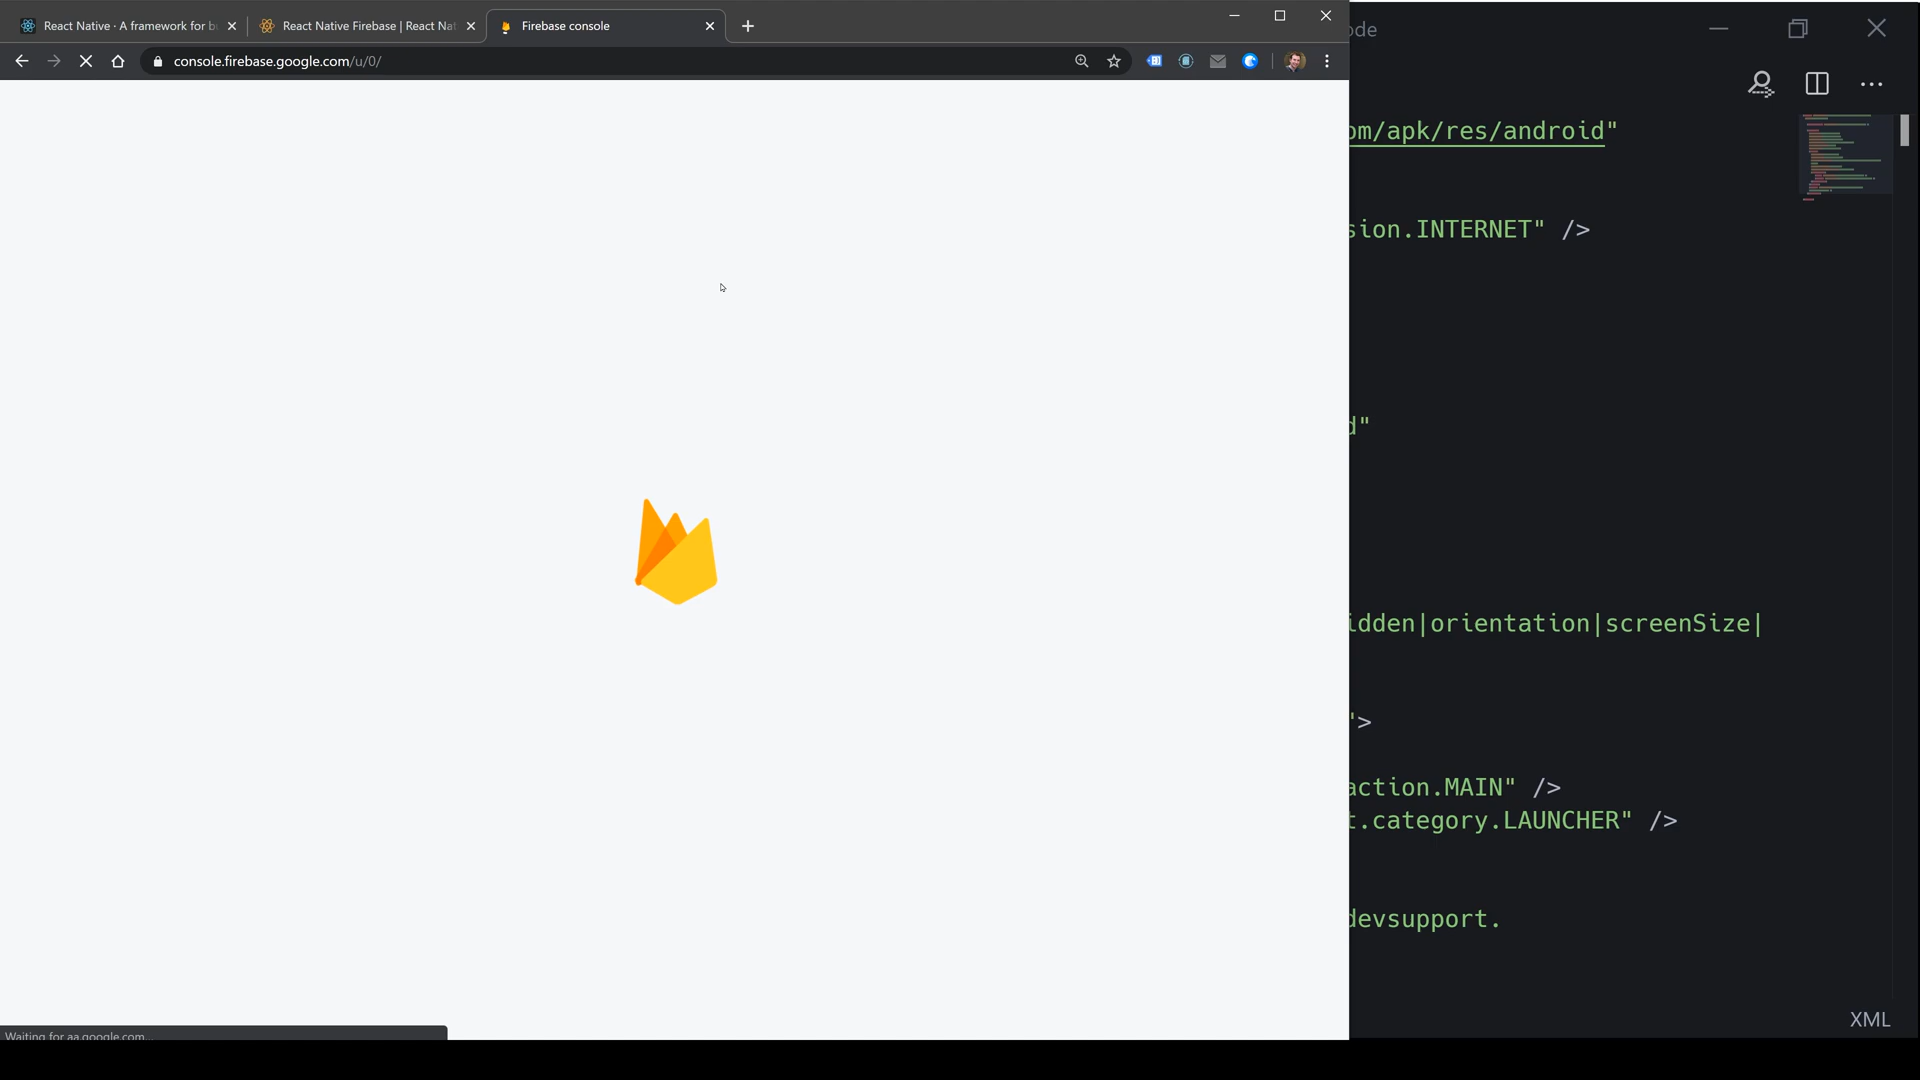 React Native · A framework for b
React Native Firebase | React Nat
Firebase console
console.firebase.google.com/u/0/
ode
om/apk/res/android"
sion.INTERNET" />
d"
idden|orientation|screenSize|
">
action.MAIN" />
t.category.LAUNCHER" />
devsupport.
XML
Waiting for aa.google.com...